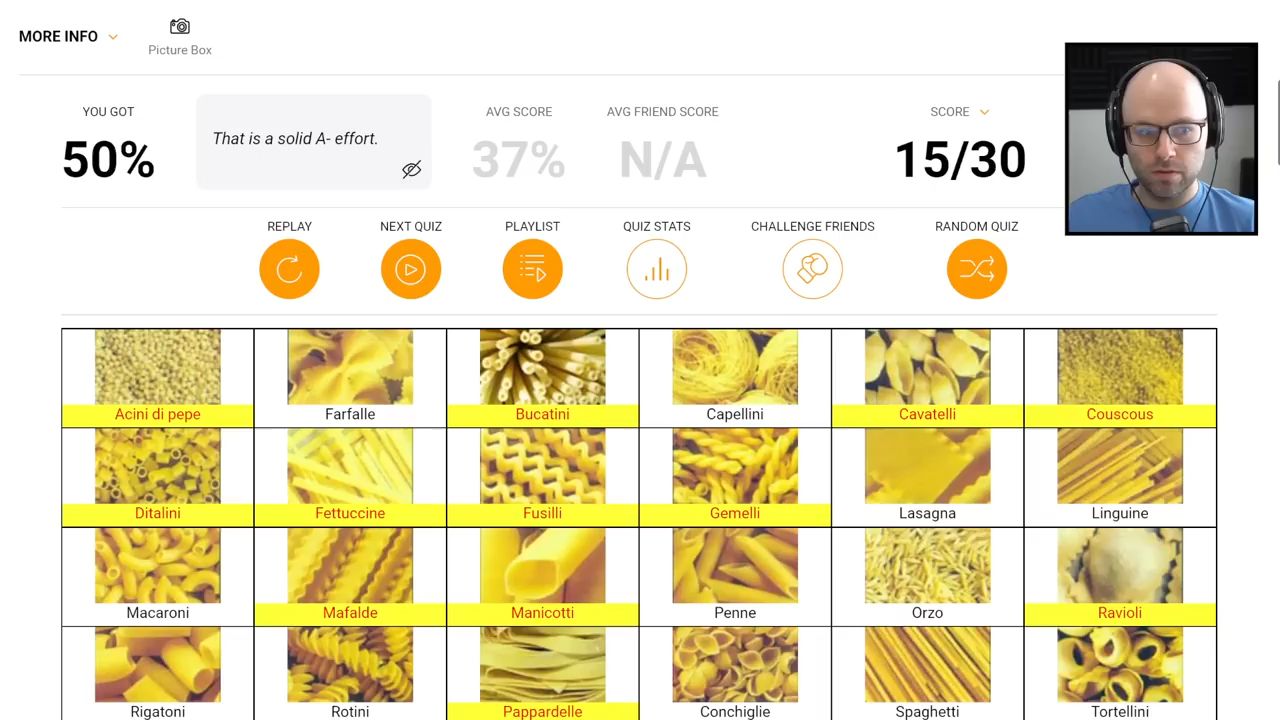 MORE INFO
Picture Box
YOU GOT
50%
That is a solid A- effort.
AVG SCORE
37%
AVG FRIEND SCORE
N/A
SCORE
15/30
REPLAY
NEXT QUIZ
PLAYLIST
QUIZ STATS
CHALLENGE FRIENDS
RANDOM QUIZ
Acini di pepe
Farfalle
Bucatini
Capellini
Cavatelli
Couscous
Ditalini
Fettuccine
Fusilli
Gemelli
Lasagna
Linguine
Macaroni
Mafalde
Manicotti
Penne
Orzo
Ravioli
Rigatoni
Rotini
Pappardelle
Conchiglie
Spaghetti
Tortellini